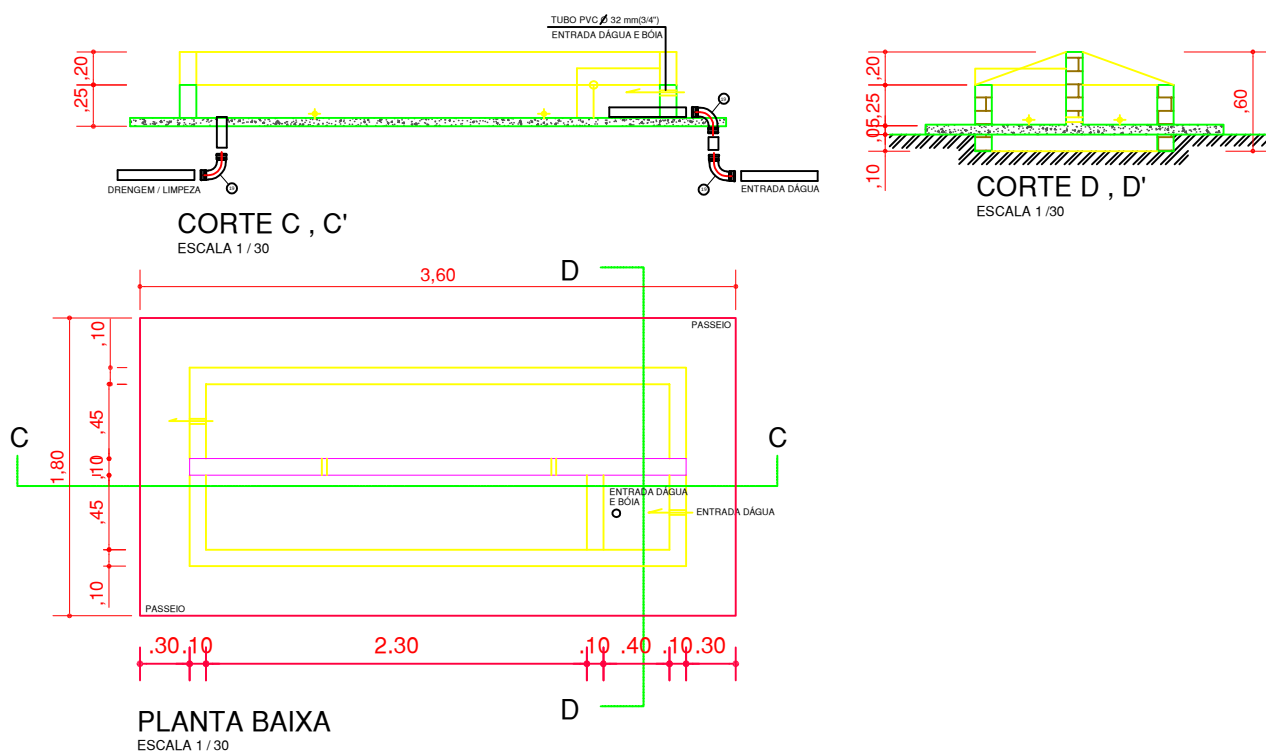 TUBO PVC Ø 32 mm(3/4")
ENTRADA DÁGUA E BÓIA
,20
,25
19
DRENGEM / LIMPEZA
19
19
ENTRADA DÁGUA
CORTE C , C'
ESCALA 1 / 30
,20
,25
,05
,10
,60
CORTE D , D'
ESCALA 1 /30
3,60
D
PASSEIO
,10
,45
C
1,80
,10
C
ENTRADA DÁGUA
E BÓIA
ENTRADA DÁGUA
,45
,10
PASSEIO
.30
.10
2.30
.10
.40
.10
.30
D
PLANTA BAIXA
ESCALA 1 / 30